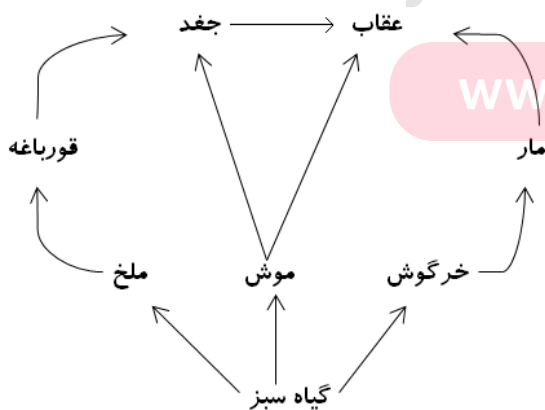 جغد عقاب
قورباغه مار
ملخ موش خرگوش
گیاه سبز
ww